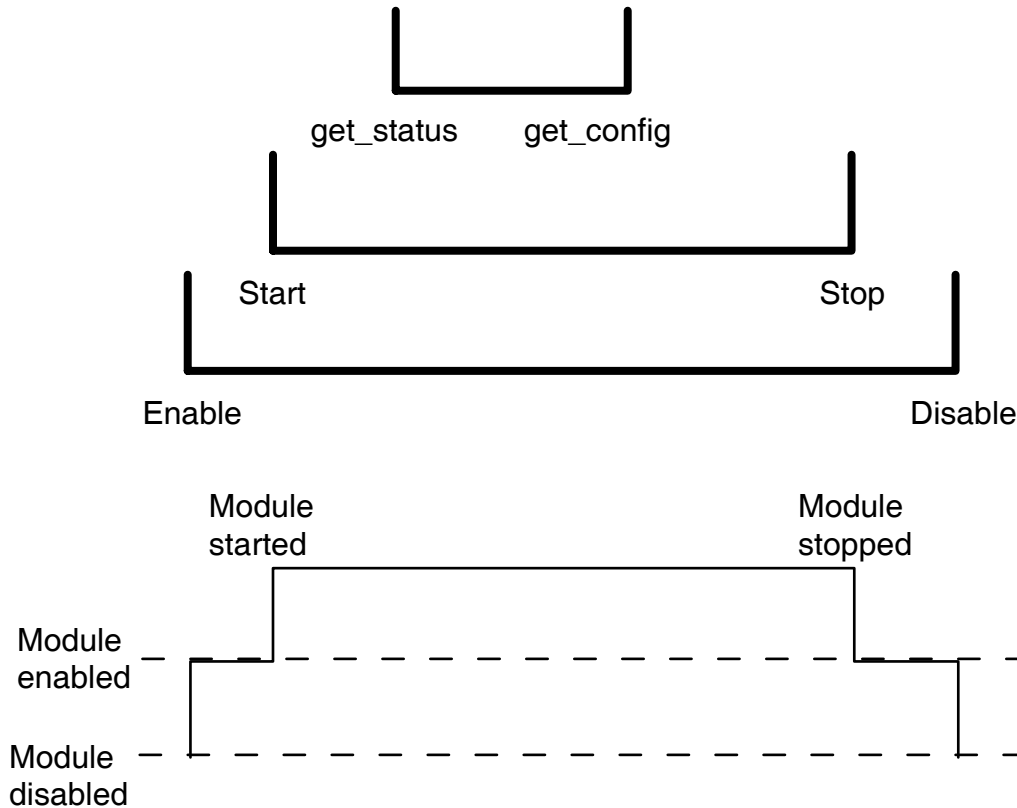 get_status get_config
Start Stop
Enable Disable
Module
started
Module
stopped
Module
enabled
Module
disabled